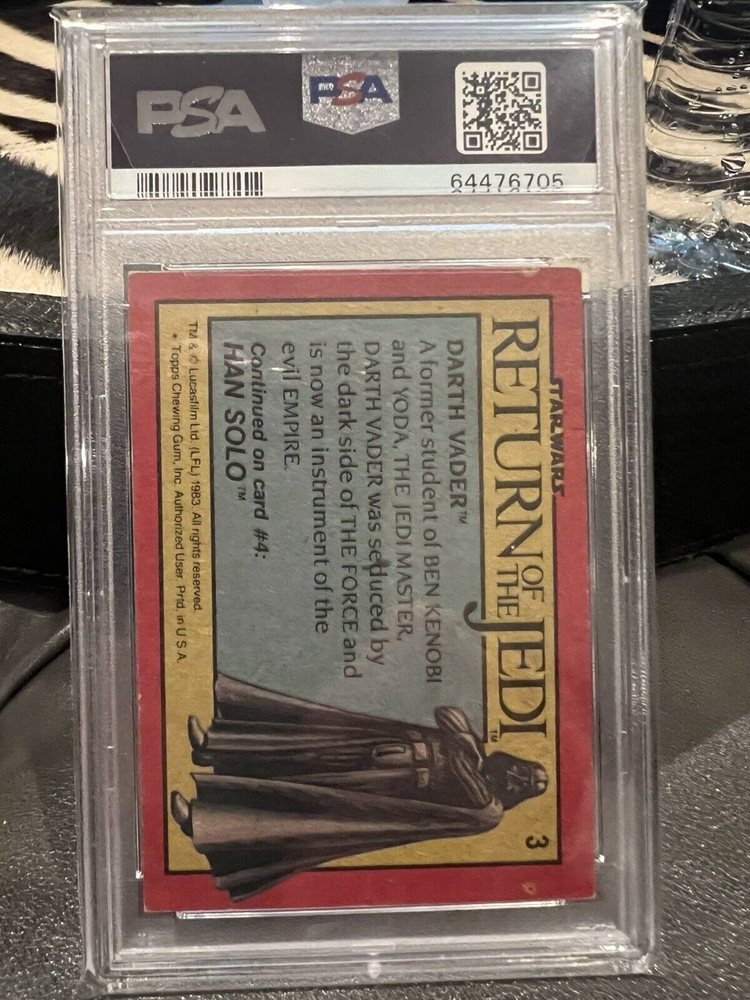 PSA
PSA
64476705
STAR WARS
RETURN OF THE JEDI™
3
DARTH VADER™
A former student of BEN KENOBI
and YODA, THE JEDI MASTER,
DARTH VADER was seduced by
the dark side of THE FORCE and
is now an instrument of the
evil EMPIRE.
Continued on card #4:
HAN SOLO™
TM & © Lucasfilm Ltd. (LFL) 1983. All rights reserved.
* Topps Chewing Gum, Inc. Authorized User. Prtd. in U S A.